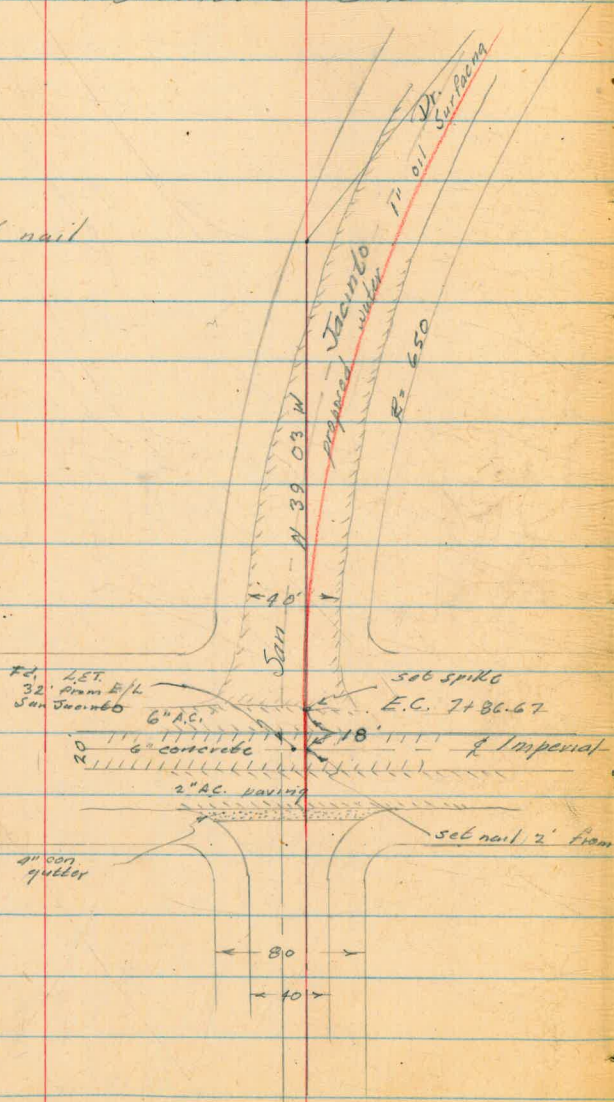 Dr.
Surfacing
1" oil
nail
Jacinto
water
proposed
R = 650
N 39 03 W
40'
San
Fd. L&T.
32' from E/L
San Jacinto
set spike
E.C. 7+86.67
6" A.C.
18'
20'
6" concrete
℄ Imperial
2" A.C. paving
set nail 2' from
4" con.
gutter
80
40'